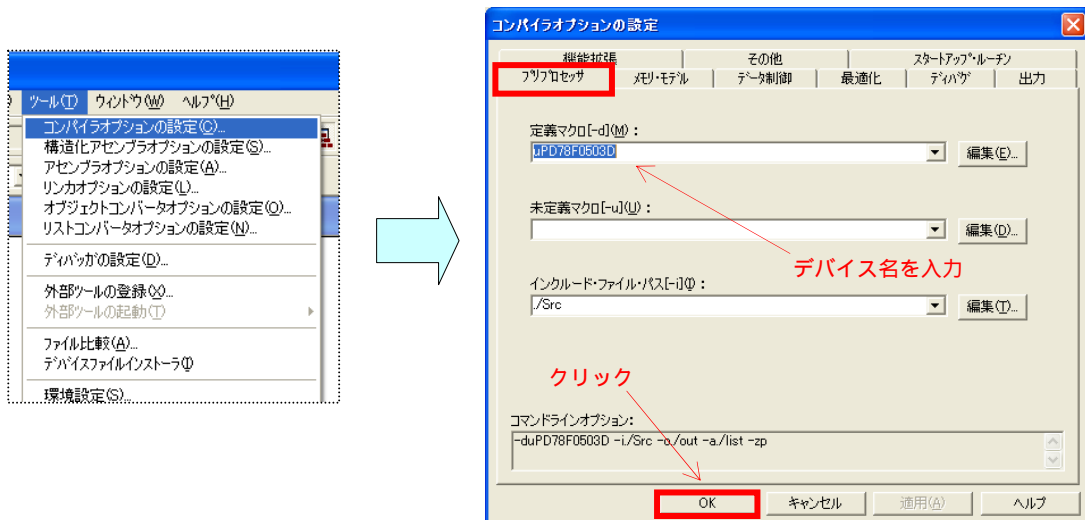 ツール(T) ウィンドウ(W) ヘルプ(H)
コンパイラオプションの設定(C)...
構造化アセンブラオプションの設定(S)...
アセンブラオプションの設定(A)...
リンカオプションの設定(L)...
オブジェクトコンバータオプションの設定(O)...
リストコンバータオプションの設定(N)...
ディバッガの設定(D)...
外部ツールの登録(X)...
外部ツールの起動(T)
ファイル比較(A)...
デバイスファイルインストーラ(I)
環境設定(S)...
コンパイラオプションの設定
機能拡張 その他 スタートアップ・ルーチン
プリプロセッサ メモリ・モデル データ制御 最適化 ディバッグ 出力
定義マクロ[-d](M):
uPD78F0503D
編集(E)...
未定義マクロ[-u](U):
編集(D)...
デバイス名を入力
インクルード・ファイル・パス[-i](I):
./Src
編集(T)...
クリック
コマンドラインオプション:
-duPD78F0503D -i./Src -o./out -a./list -zp
OK キャンセル 適用(A) ヘルプ